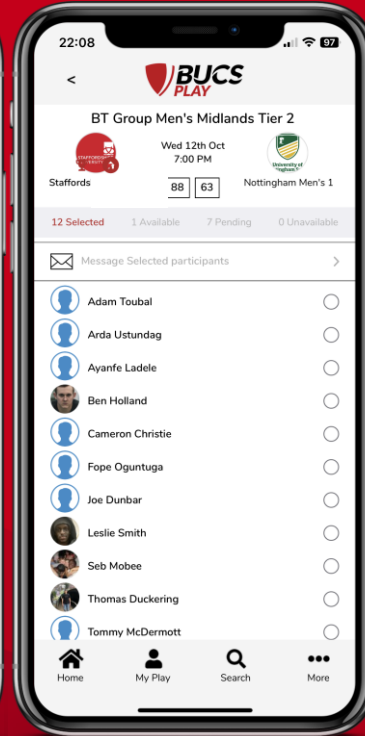 22:08
97
<
BUCS
PLAY
BT Group Men's Midlands Tier 2
Wed 12th Oct
7:00 PM
Staffords
88 63
Nottingham Men's 1
12 Selected 1 Available 7 Pending 0 Unavailable
Message Selected participants >
Adam Toubal
Arda Ustundag
Ayanfe Ladele
Ben Holland
Cameron Christie
Fope Oguntuga
Joe Dunbar
Leslie Smith
Seb Mobee
Thomas Duckering
Tommy McDermott
Home My Play Search More